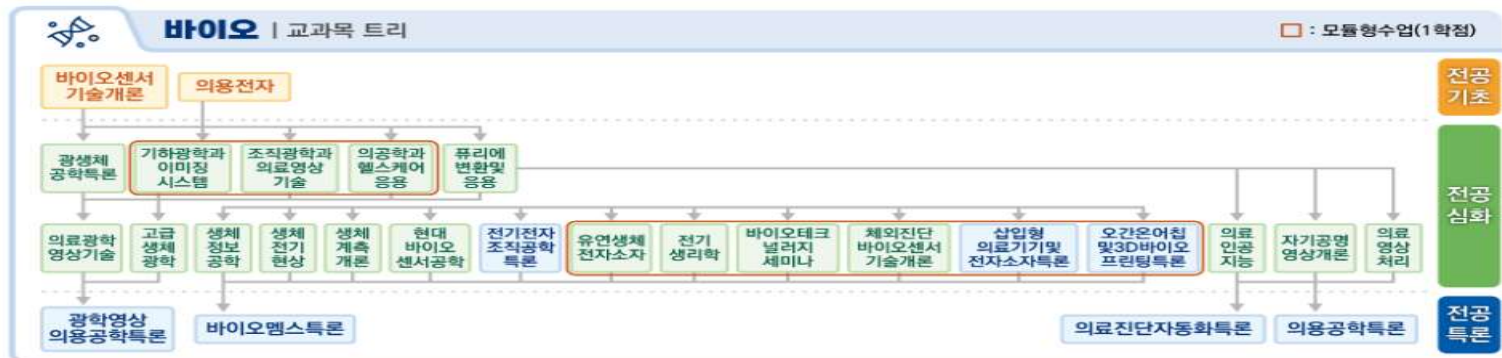 바이오 | 교과목 트리
□ : 모듈형수업(1학점)
바이오센서
기술개론
의용전자
전공
기초
광생체
공학특론
기하광학과
이미징
시스템
조직광학과
의료영상
기술
의공학과
헬스케어
응용
퓨리에
변환및
응용
전공
심화
의료광학
영상기술
고급
생체
광학
생체
정보
공학
생체
전기
현상
생체
계측
개론
현대
바이오
센서공학
전기전자
조직공학
특론
유연생체
전자소자
전기
생리학
바이오테크
널러지
세미나
체외진단
바이오센서
기술개론
삽입형
의료기기및
전자소자특론
오간온어칩
및3D바이오
프린팅특론
의료
인공
지능
자기공명
영상개론
의료
영상
처리
광학영상
의용공학특론
바이오멤스특론
의료진단자동화특론
의용공학특론
전공
특론